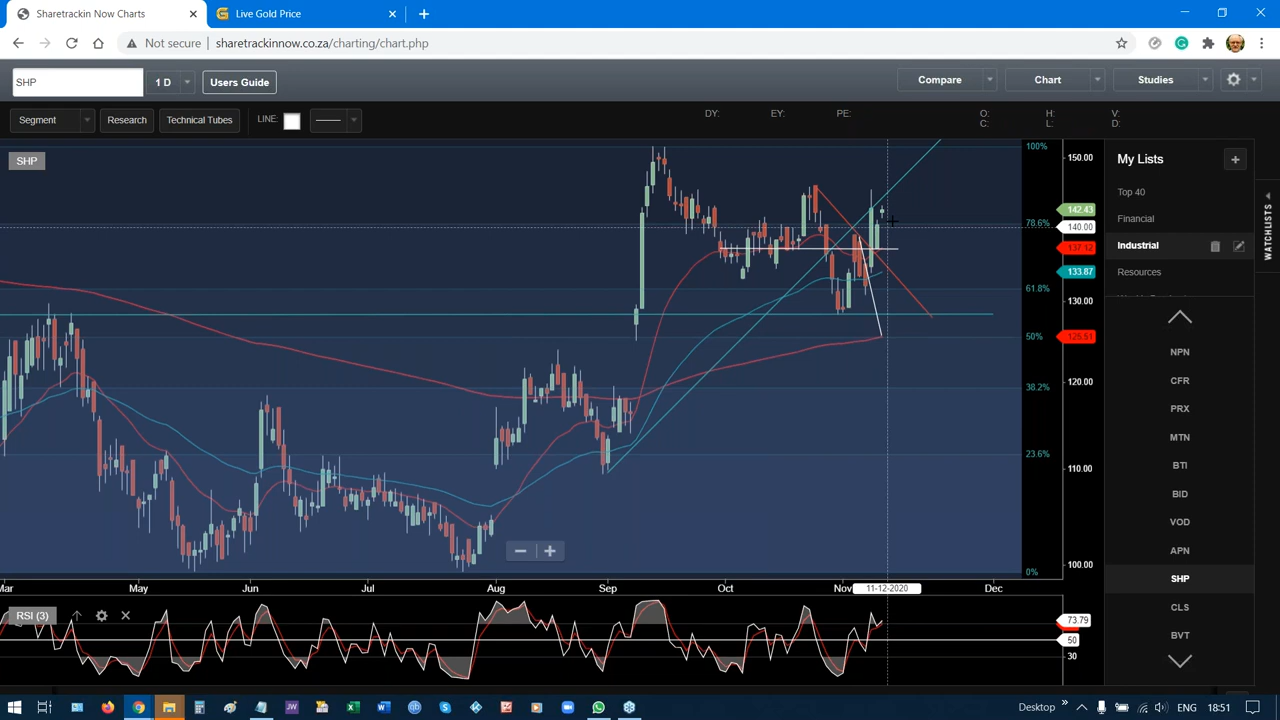 Sharetrackin Now Charts
Live Gold Price
Not secure
sharetrackinnow.co.za/charting/chart.php
SHP
1 D
Users Guide
Compare
Chart
Studies
Segment
Research
Technical Tubes
LINE:
DY:
EY:
PE:
O:
H:
V:
C:
L:
D:
SHP
100%
78.6%
61.8%
50%
38.2%
23.6%
0%
150.00
142.43
140.00
137.12
133.87
130.00
125.51
120.00
110.00
100.00
Mar
May
Jun
Jul
Aug
Sep
Oct
Nov
11-12-2020
Dec
RSI (3)
73.79
50
30
My Lists
Top 40
Financial
Industrial
Resources
NPN
CFR
PRX
MTN
BTI
BID
VOD
APN
SHP
CLS
BVT
WATCHLISTS
Desktop
ENG
18:51